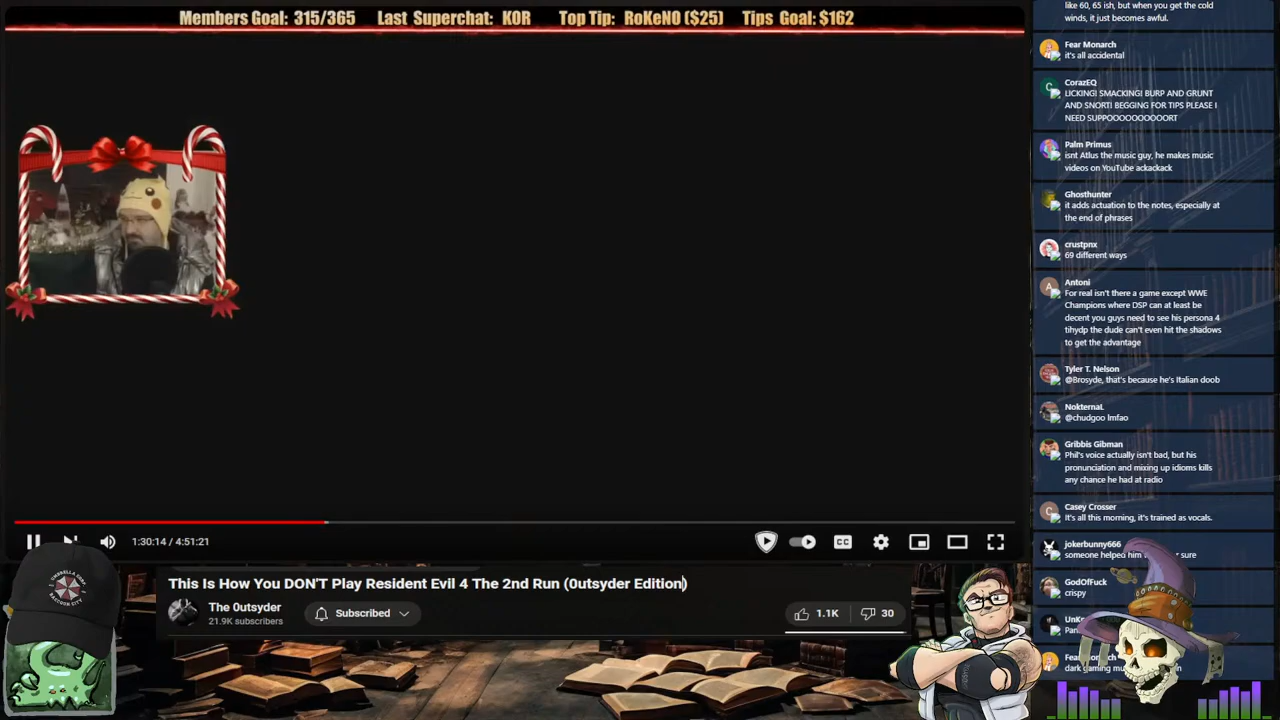 Members Goal: 315/365 Last Superchat: KOR Top Tip: RoKeNO ($25) Tips Goal: $162
like 60, 65 ish, but when you get the cold
winds, it just becomes awful.
Fear Monarch
it's all accidental
CorazEQ
LICKING! SMACKING! BURP AND GRUNT
AND SNORT! BEGGING FOR TIPS PLEASE I
NEED SUPPOOOOOOOOOORT
Palm Primus
isnt Atlus the music guy, he makes music
videos on YouTube ackackack
Ghosthunter
it adds actuation to the notes, especially at
the end of phrases
crustpnx
69 different ways
Antoni
For real isn't there a game except WWE
Champions where DSP can at least be
decent you guys need to see his persona 4
tihydp the dude can't even hit the shadows
to get the advantage
Tyler T. Nelson
@Brosyde, that's because he's Italian doob
NokternaL
@chudgoo lmfao
Gribbis Gibman
Phil's voice actually isn't bad, but his
pronunciation and mixing up idioms kills
any chance he had at radio
Casey Crosser
It's all this morning, it's trained as vocals.
jokerbunny666
someone helped him sure
GodOfFuck
crispy
Fear Monarch
dark gaming
1:30:14 / 4:51:21
CC
This Is How You DON'T Play Resident Evil 4 The 2nd Run (0utsyder Edition)
The 0utsyder
21.9K subscribers
Subscribed
1.1K
30
UMBRELLA CORP.
RACCOON CITY